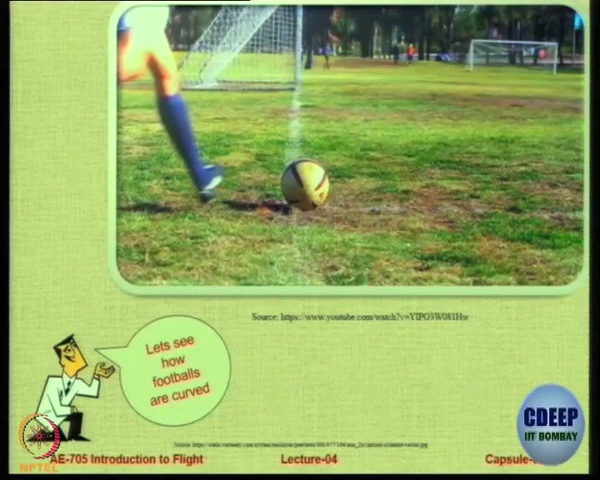 Source: https://www.youtube.com/watch?v=YIPO3W081Hw
Lets see
how
footballs
are curved
CDEEP
IIT BOMBAY
NPTEL
AE-705 Introduction to Flight
Lecture-04
Capsule-